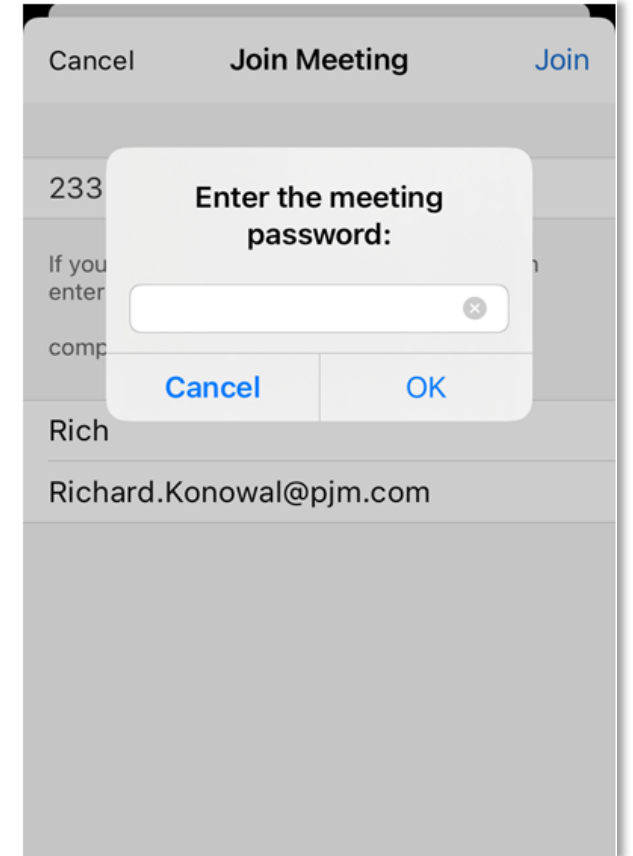 Cancel Join Meeting Join
233
Enter the meeting
password:
If you
enter
comp
Cancel OK
Rich
Richard.Konowal@pjm.com